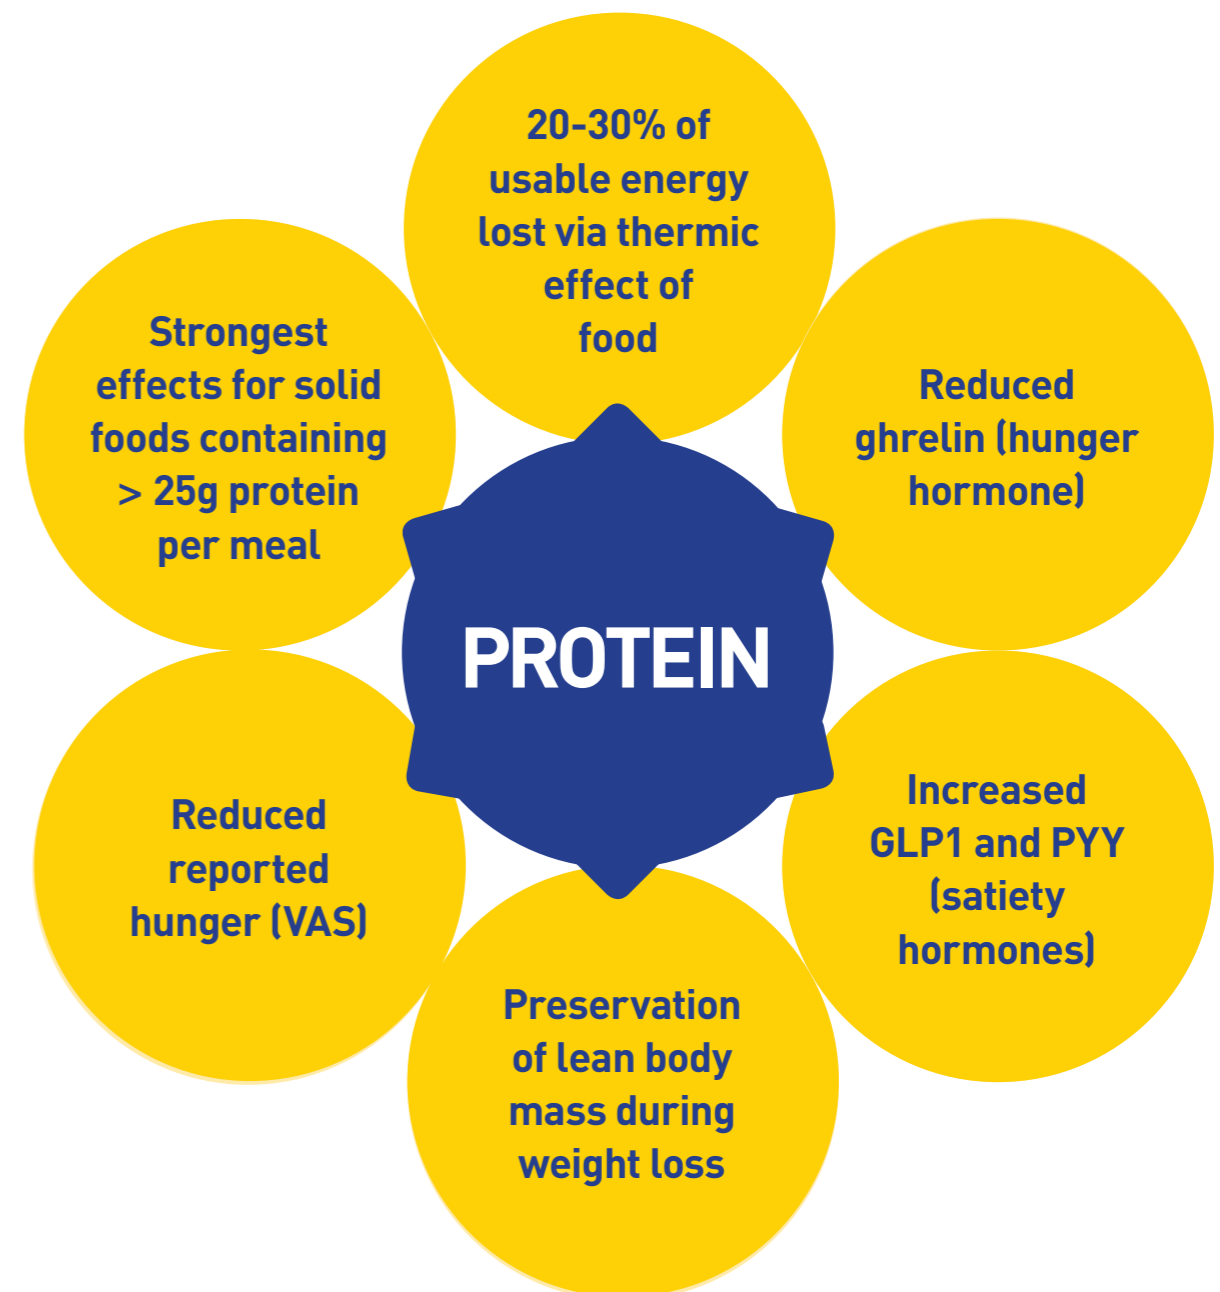 20-30% of
usable energy
lost via thermic
effect of
food
Strongest
effects for solid
foods containing
> 25g protein
per meal
Reduced
ghrelin (hunger
hormone)
PROTEIN
Reduced
reported
hunger (VAS)
Increased
GLP1 and PYY
(satiety
hormones)
Preservation
of lean body
mass during
weight loss